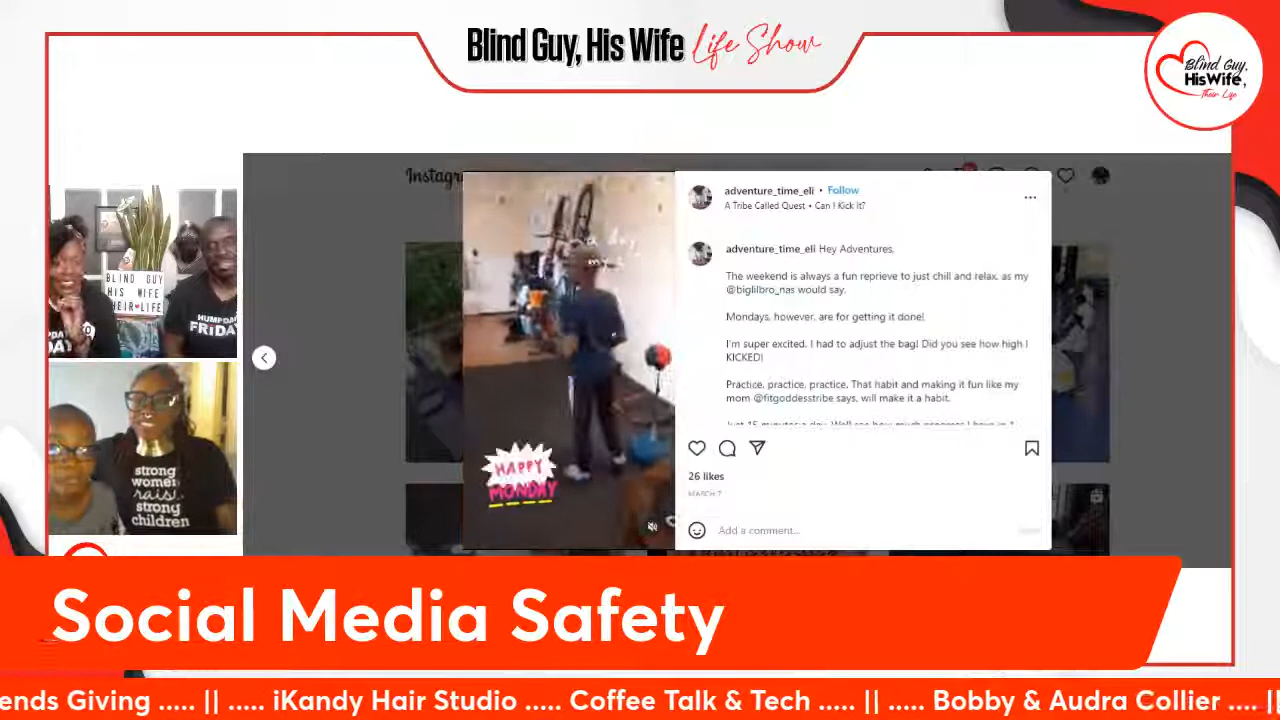 Blind Guy, His Wife Life Show
Blind Guy,
His Wife,
Their Life
BLIND GUY
HIS WIFE
HEIR♥LIFE
HUMPDA
FRIDA
strong
women
raise
strong
children
adventure_time_eli • Follow
A Tribe Called Quest • Can I Kick It?
adventure_time_eli Hey Adventures,
The weekend is always a fun reprieve to just chill and relax, as my
@biglilbro_nas would say.
Mondays, however, are for getting it done!
I'm super excited. I had to adjust the bag! Did you see how high I
KICKED!
Practice, practice, practice. That habit and making it fun like my
mom @fitgoddesstribe says, will make it a habit.
26 likes
MARCH 7
Add a comment...
HAPPY
MONDAY
Social Media Safety
ends Giving ..... || ..... iKandy Hair Studio ..... Coffee Talk & Tech ..... || ..... Bobby & Audra Collier .... ||